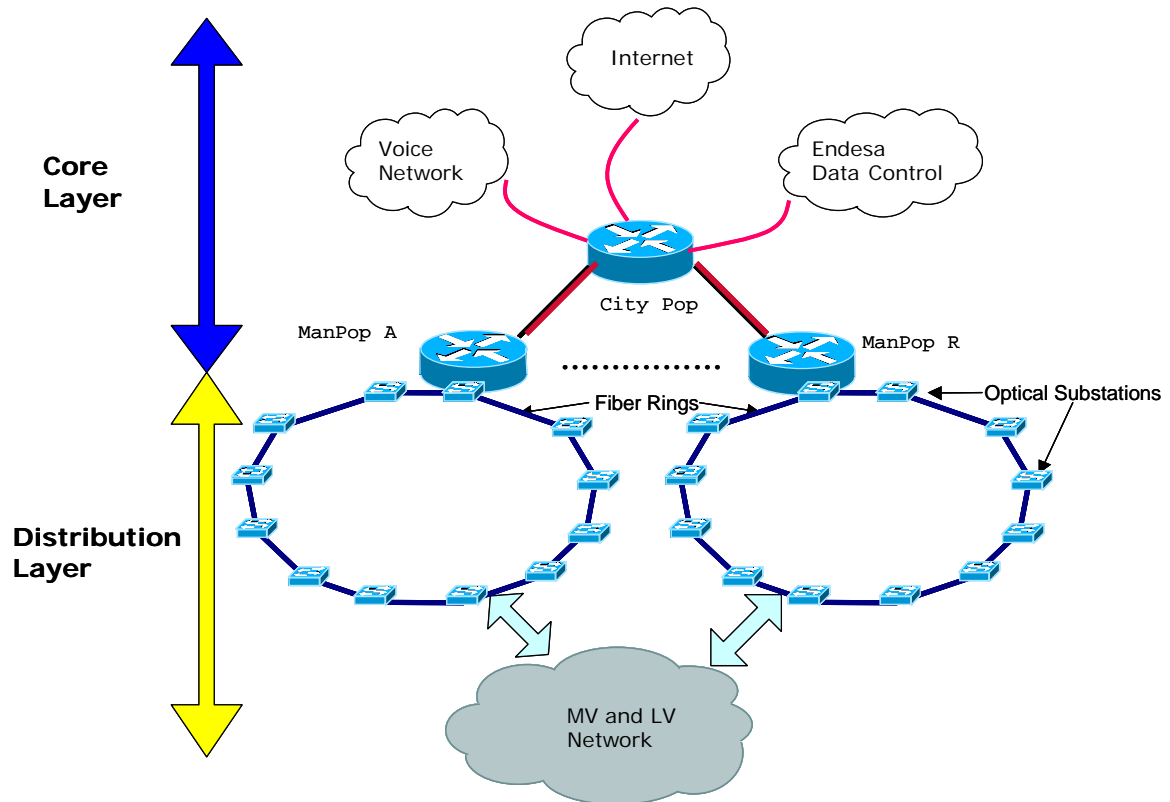 Internet
Voice
Network
Endesa
Data Control
Core
Layer
City Pop
ManPop A
ManPop R
Fiber Rings
Optical Substations
Distribution
Layer
MV and LV
Network